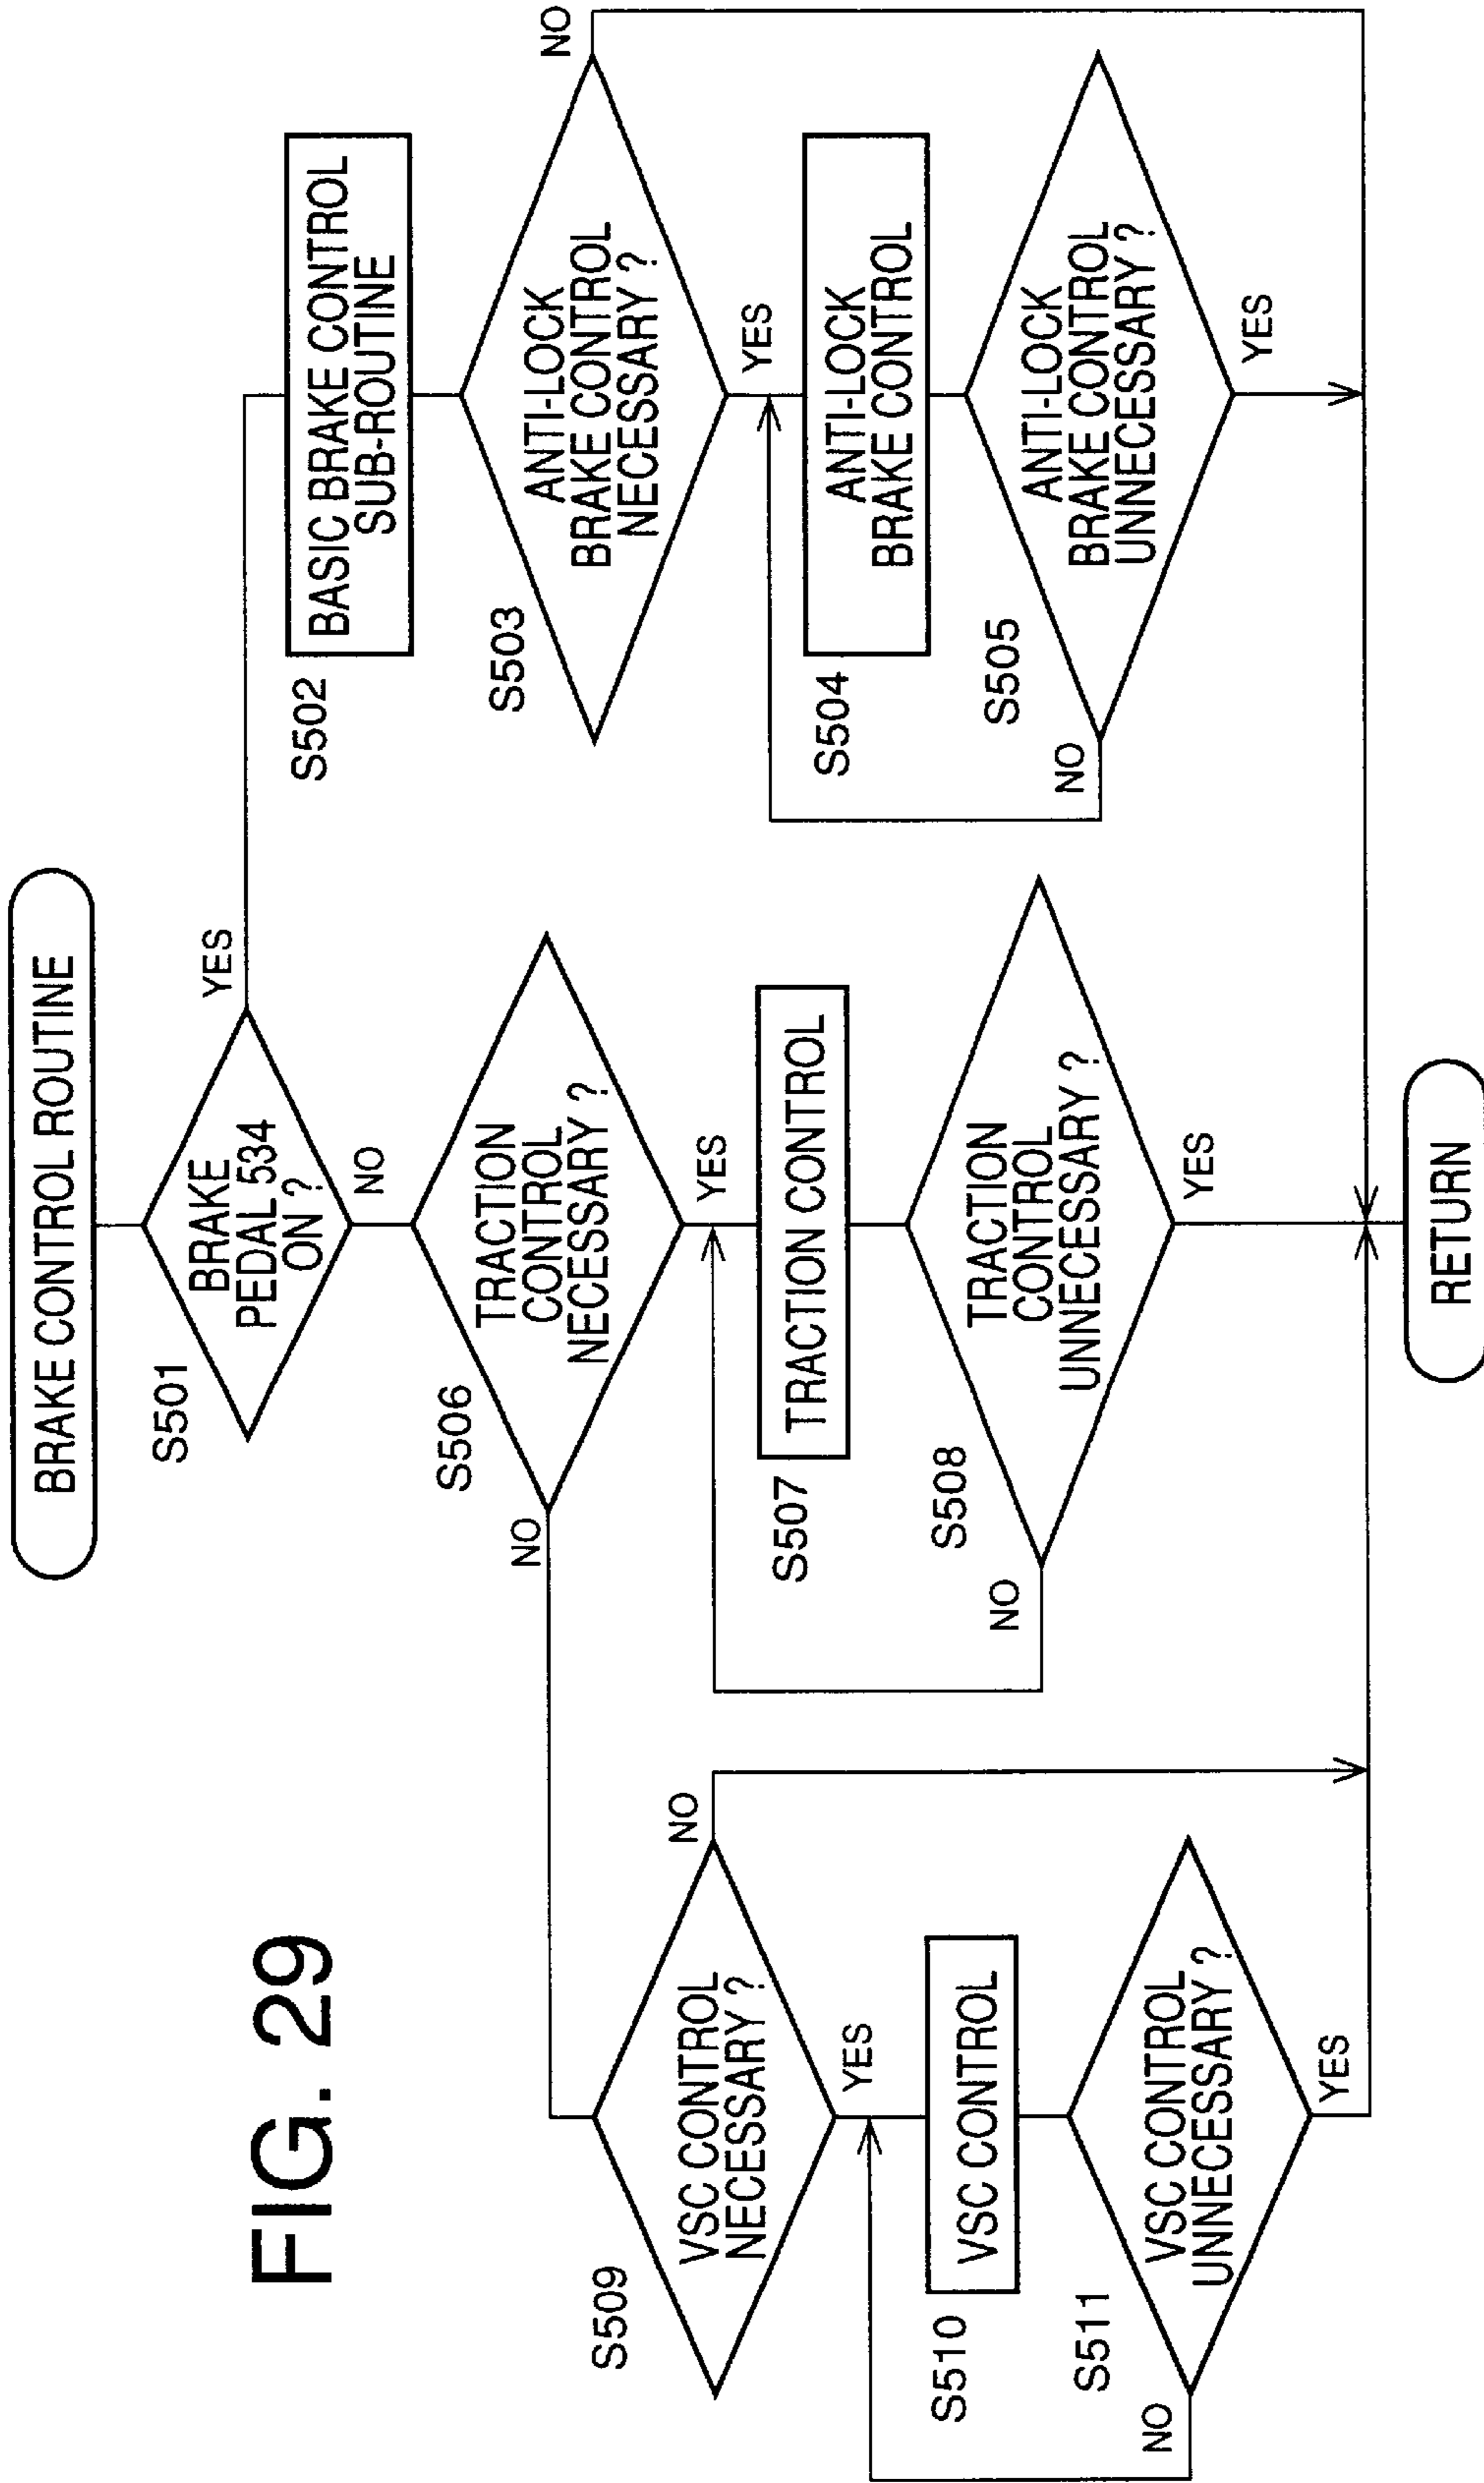 FIG. 29
BRAKE CONTROL ROUTINE
S501
BRAKE
PEDAL 534
ON ?
YES
NO
S502
BASIC BRAKE CONTROL
SUB-ROUTINE
S503
ANTI-LOCK
BRAKE CONTROL
NECESSARY ?
NO
YES
S504
ANTI-LOCK
BRAKE CONTROL
S505
ANTI-LOCK
BRAKE CONTROL
UNNECESSARY ?
NO
YES
S506
TRACTION
CONTROL
NECESSARY ?
NO
YES
S507
TRACTION CONTROL
S508
TRACTION
CONTROL
UNNECESSARY ?
NO
YES
S509
VSC CONTROL
NECESSARY ?
NO
YES
S510
VSC CONTROL
S511
VSC CONTROL
UNNECESSARY ?
NO
YES
RETURN